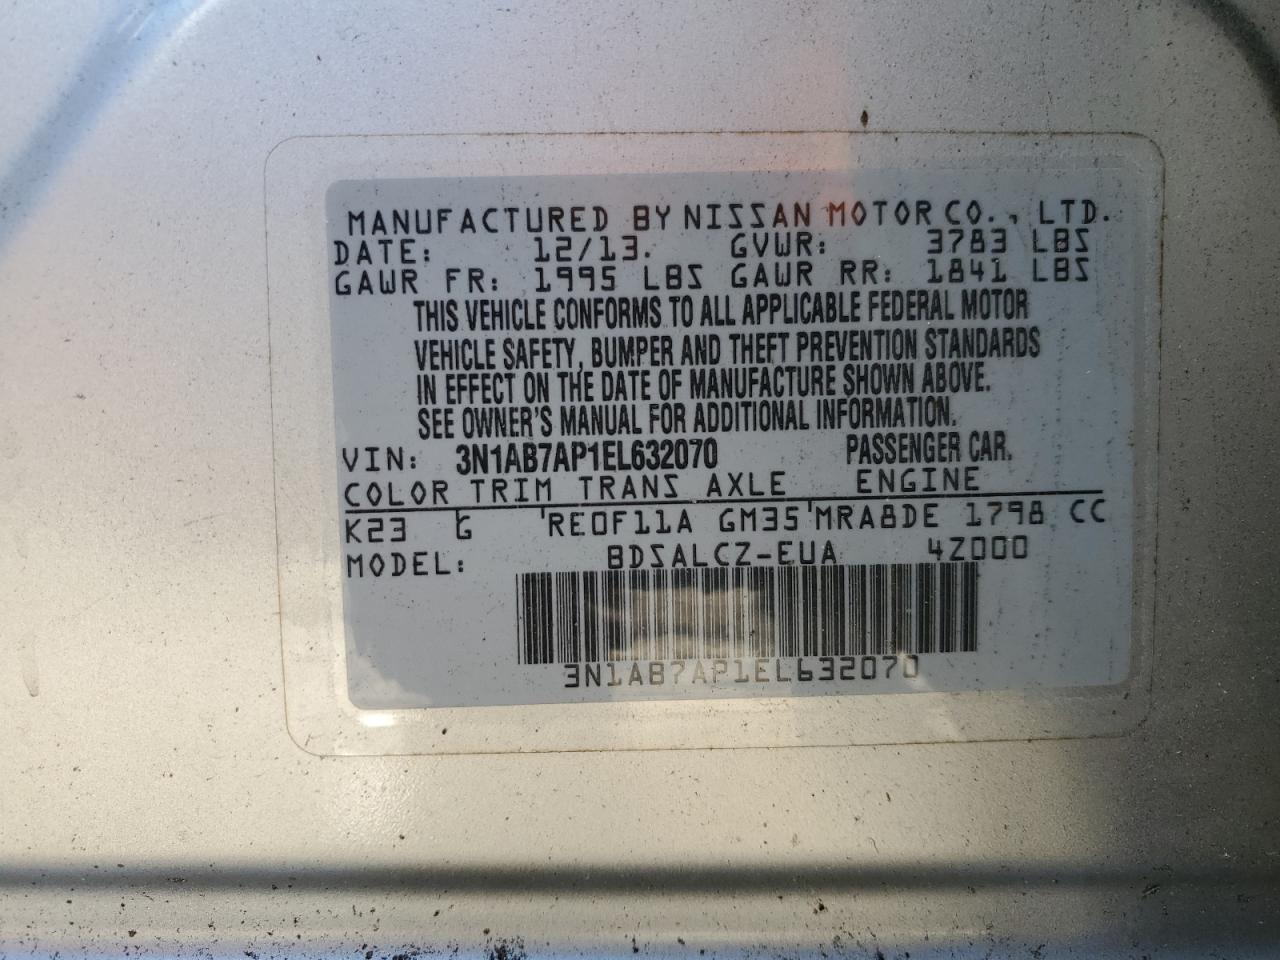 MANUFACTURED BY NISSAN MOTOR CO., LTD.
DATE: 12/13. GVWR: 3783 LBS
GAWR FR: 1995 LBS GAWR RR: 1841 LBS
THIS VEHICLE CONFORMS TO ALL APPLICABLE FEDERAL MOTOR
VEHICLE SAFETY, BUMPER AND THEFT PREVENTION STANDARDS
IN EFFECT ON THE DATE OF MANUFACTURE SHOWN ABOVE.
SEE OWNER'S MANUAL FOR ADDITIONAL INFORMATION.
VIN: 3N1AB7AP1EL632070 PASSENGER CAR.
COLOR TRIM TRANS AXLE ENGINE
K23 G RE0F11A GM35 MRA8DE 1798 CC
MODEL: BDSALCZ-EUA 4Z000
3N1AB7AP1EL632070